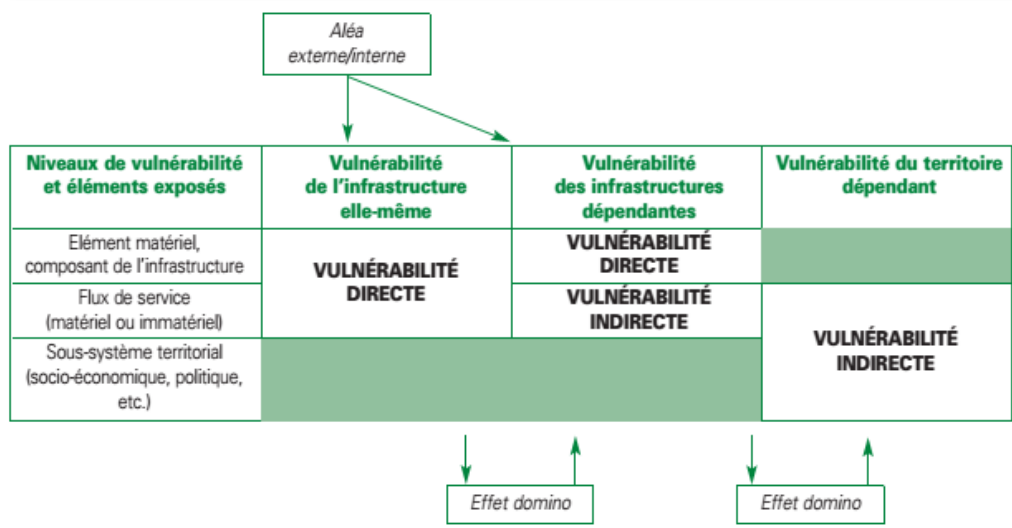 Aléa
externe/interne
Niveaux de vulnérabilité
et éléments exposés
Vulnérabilité
de l'infrastructure
elle-même
Vulnérabilité
des infrastructures
dépendantes
Vulnérabilité du territoire
dépendant
Elément matériel,
composant de l'infrastructure
VULNÉRABILITÉ
DIRECTE
VULNÉRABILITÉ
DIRECTE
Flux de service
(matériel ou immatériel)
VULNÉRABILITÉ
INDIRECTE
VULNÉRABILITÉ
INDIRECTE
Sous-système territorial
(socio-économique, politique,
etc.)
Effet domino
Effet domino